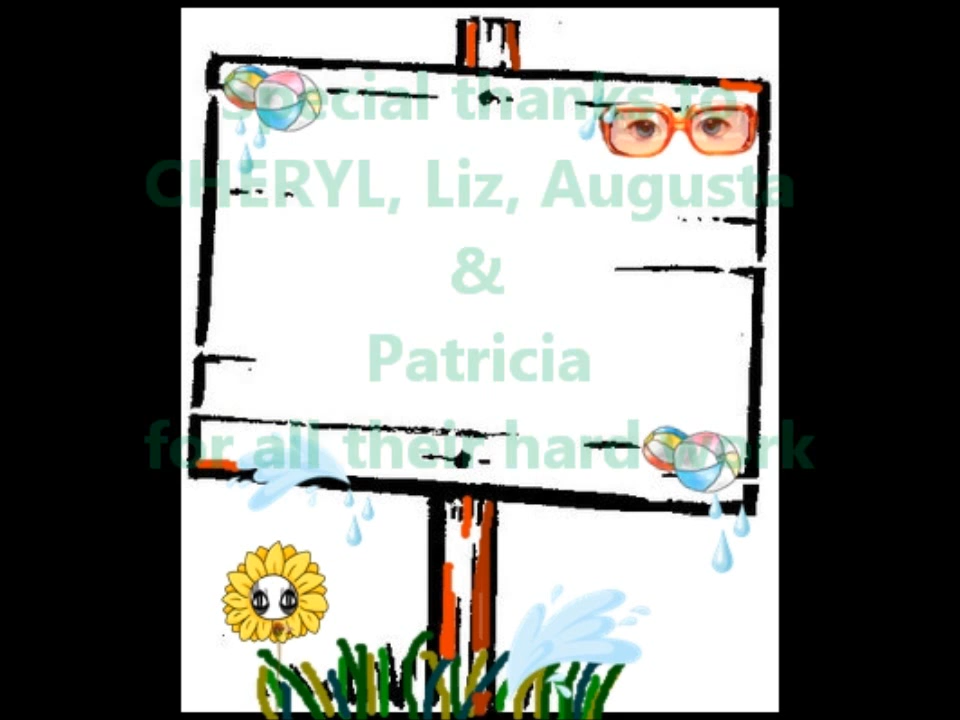 Special thanks to
CHERYL, Liz, Augusta
&
Patricia
for all their hard work